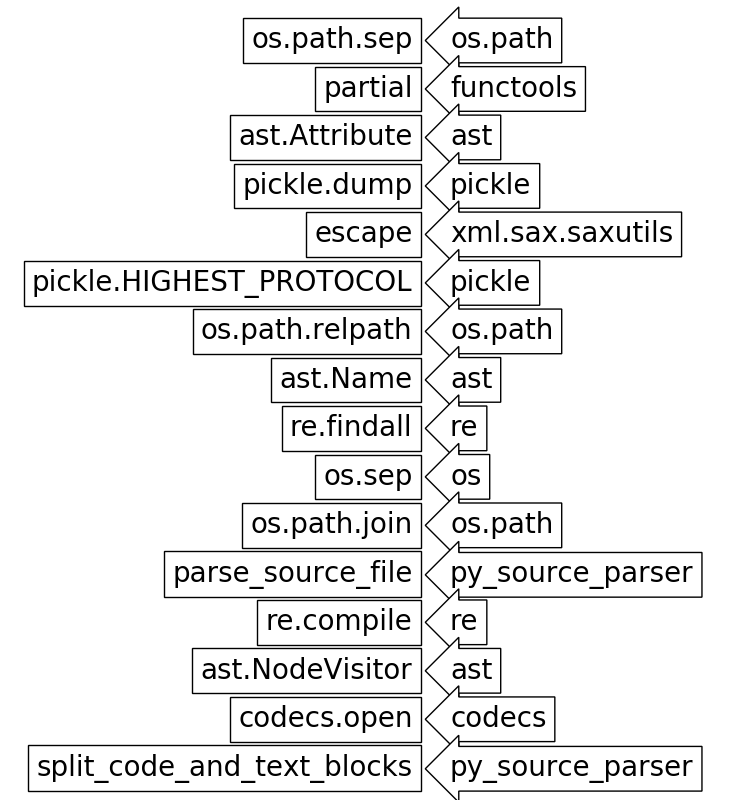 os.path.sep os.path
partial functools
ast.Attribute ast
pickle.dump pickle
escape xml.sax.saxutils
pickle.HIGHEST_PROTOCOL pickle
os.path.relpath os.path
ast.Name ast
re.findall re
os.sep os
os.path.join os.path
parse_source_file py_source_parser
re.compile re
ast.NodeVisitor ast
codecs.open codecs
split_code_and_text_blocks py_source_parser